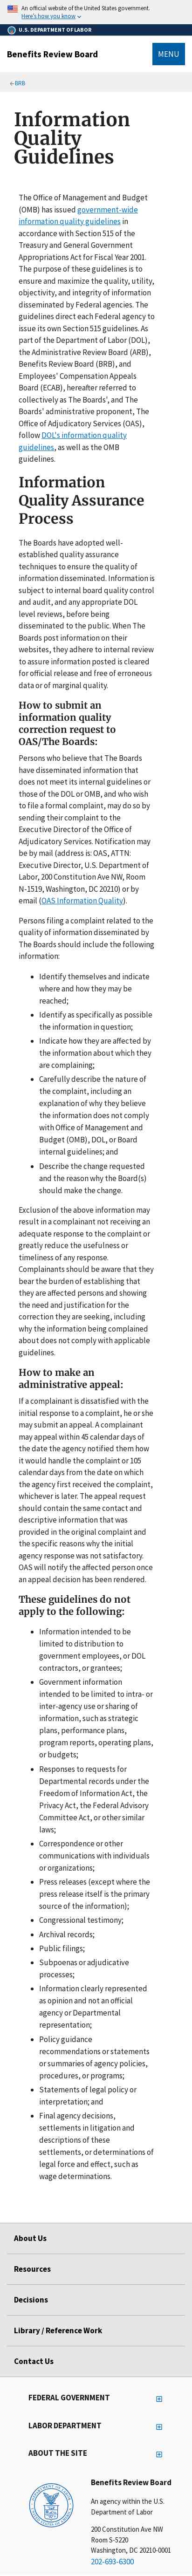 An official website of the United States government.
Here's how you know
U.S. DEPARTMENT OF LABOR
Benefits Review Board
MENU
BRB
Information
Quality
Guidelines
The Office of Management and Budget
(OMB) has issued government-wide
information quality guidelines in
accordance with section 515 of the
Treasury and General Government
Appropriations Act for Fiscal Year 2001.
The purpose of these guidelines is to
ensure and maximize the quality, utility,
objectivity, and integrity of information
disseminated by Federal agencies. The
guidelines direct each Federal agency to
issue its own Section 515 guidelines. As
part of the Department of Labor (DOL),
the Administrative Review Board (ARB),
Benefits Review Board (BRB), and
Employees' Compensation Appeals
Board (ECAB), hereafter referred to
collectively as The Boards', and the
Boards' administrative proponent, The
Office of Adjudicatory Services (OAS),
follow DOL's information quality
guidelines, as well as the OMB
guidelines.
Information
Quality Assurance
Process
The Boards have adopted well-
established quality assurance
techniques to ensure the quality of
information disseminated. Information is
subject to internal board quality control
and audit, and any appropriate DOL
level reviews, before being
disseminated to the public. When The
Boards post information on their
websites, they adhere to internal review
to ensure information posted is cleared
for official release and free of erroneous
data or of marginal quality.
How to submit an
information quality
correction request to
OAS/The Boards:
Persons who believe that The Boards
have disseminated information that
does not meet its internal guidelines or
those of the DOL or OMB, and who wish
to file a formal complaint, may do so by
sending their complaint to the
Executive Director of the Office of
Adjudicatory Services. Notification may
be by mail (address is: OAS, ATTN:
Executive Director, U.S. Department of
Labor, 200 Constitution Ave NW, Room
N-1519, Washington, DC 20210) or by
email (OAS Information Quality).
Persons filing a complaint related to the
quality of information disseminated by
The Boards should include the following
information:
Identify themselves and indicate
where and how they may be
reached;
Identify as specifically as possible
the information in question;
Indicate how they are affected by
the information about which they
are complaining;
Carefully describe the nature of
the complaint, including an
explanation of why they believe
the information does not comply
with Office of Management and
Budget (OMB), DOL, or Board
internal guidelines; and
Describe the change requested
and the reason why the Board(s)
should make the change.
Exclusion of the above information may
result in a complainant not receiving an
adequate response to the complaint or
greatly reduce the usefulness or
timeliness of any response.
Complainants should be aware that they
bear the burden of establishing that
they are affected persons and showing
the need and justification for the
correction they are seeking, including
why the information being complained
about does not comply with applicable
guidelines.
How to make an
administrative appeal:
If a complainant is dissatisfied with the
initial response to a complaint, he or she
may submit an appeal. A complainant
may appeal within 45 calendar days of
the date the agency notified them how
it would handle the complaint or 105
calendar days from the date on which
the agency first received the complaint,
whichever is later. The appeal request
should contain the same contact and
descriptive information that was
provided in the original complaint and
the specific reasons why the initial
agency response was not satisfactory.
OAS will notify the affected person once
an appeal decision has been rendered.
These guidelines do not
apply to the following:
Information intended to be
limited to distribution to
government employees, or DOL
contractors, or grantees;
Government information
intended to be limited to intra- or
inter-agency use or sharing of
information, such as strategic
plans, performance plans,
program reports, operating plans,
or budgets;
Responses to requests for
Departmental records under the
Freedom of Information Act, the
Privacy Act, the Federal Advisory
Committee Act, or other similar
laws;
Correspondence or other
communications with individuals
or organizations;
Press releases (except where the
press release itself is a primary
source of the information);
Congressional testimony;
Archival records;
Public filings;
Subpoenas or adjudicative
processes;
Information clearly represented
as opinion and not an official
agency or Departmental
representation;
Policy guidance
recommendations or statements
or summaries of agency policies,
procedures, or programs;
Statements of legal policy or
interpretation; and
Final agency decisions,
settlements in litigation and
descriptions of these
settlements, or determinations of
legal force and effect, such as
wage determinations.
About Us
Resources
Decisions
Library / Reference Work
Contact Us
FEDERAL GOVERNMENT
LABOR DEPARTMENT
ABOUT THE SITE
Benefits Review Board
An agency within the U.S.
Department of Labor
200 Constitution Ave NW
Room S-5220
Washington, DC 20210-0001
202-693-6300